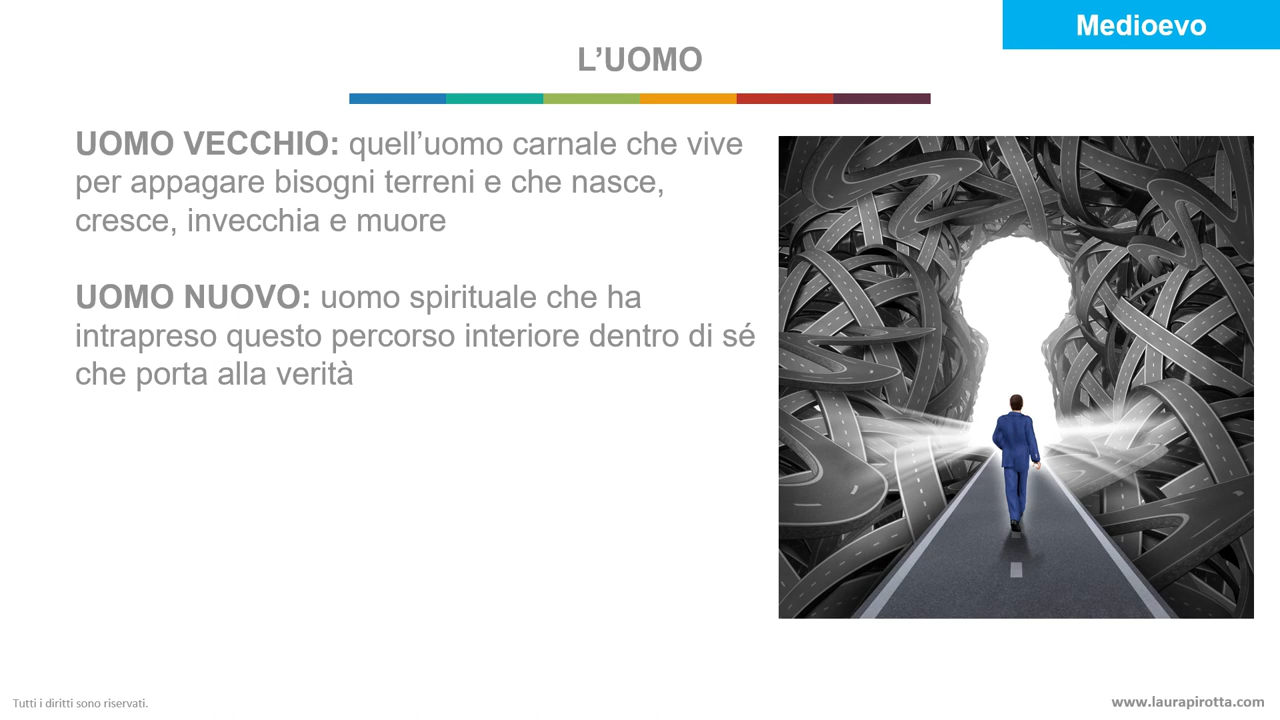 Medioevo
L’UOMO
UOMO VECCHIO: quell’uomo carnale che vive
per appagare bisogni terreni e che nasce,
cresce, invecchia e muore
UOMO NUOVO: uomo spirituale che ha
intrapreso questo percorso interiore dentro di sé
che porta alla verità
Tutti i diritti sono riservati.
www.laurapirotta.com